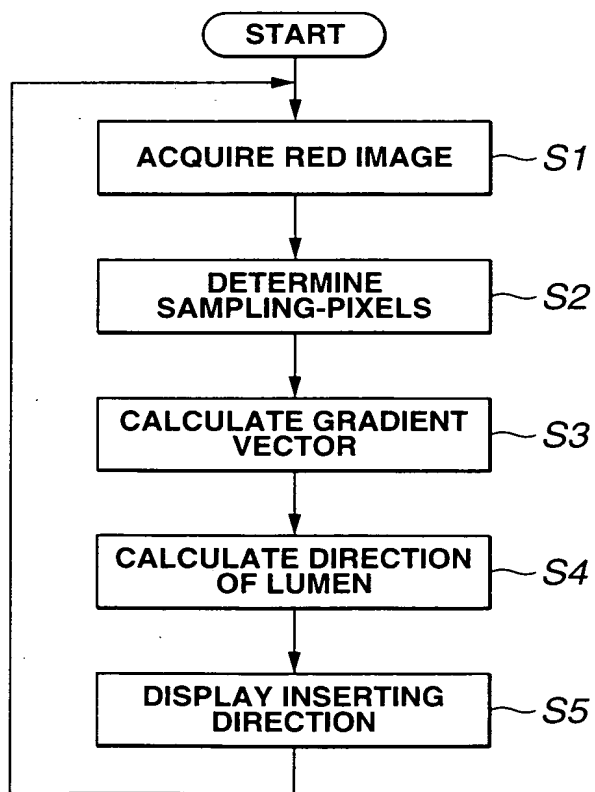 START
ACQUIRE RED IMAGE
S1
DETERMINE
SAMPLING-PIXELS
S2
CALCULATE GRADIENT
VECTOR
S3
CALCULATE DIRECTION
OF LUMEN
S4
DISPLAY INSERTING
DIRECTION
S5